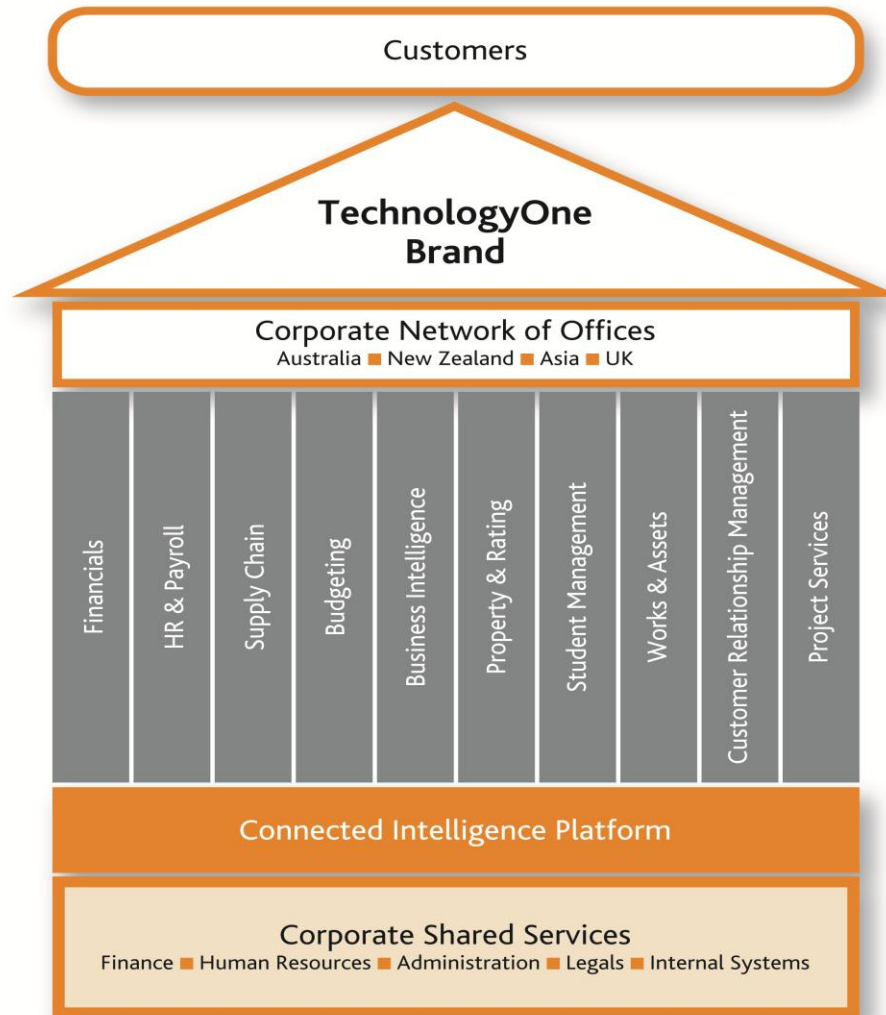 Customers
TechnologyOne
Brand
Corporate Network of Offices
Australia ■ New Zealand ■ Asia ■ UK
Financials
HR & Payroll
Supply Chain
Budgeting
Business Intelligence
Property & Rating
Student Management
Works & Assets
Customer Relationship Management
Project Services
Connected Intelligence Platform
Corporate Shared Services
Finance ■ Human Resources ■ Administration ■ Legals ■ Internal Systems